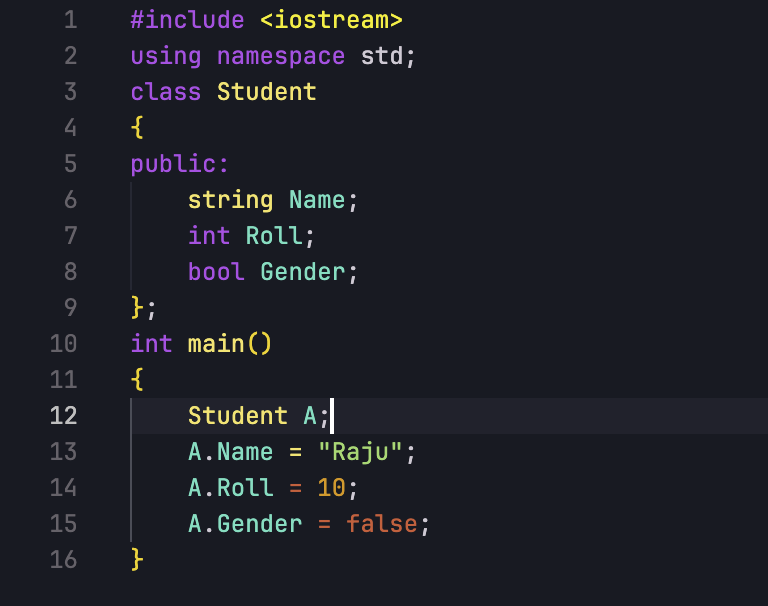 1 #include <iostream>
2 using namespace std;
3 class Student
4 {
5 public:
6     string Name;
7     int Roll;
8     bool Gender;
9 };
10 int main()
11 {
12     Student A;
13     A.Name = "Raju";
14     A.Roll = 10;
15     A.Gender = false;
16 }